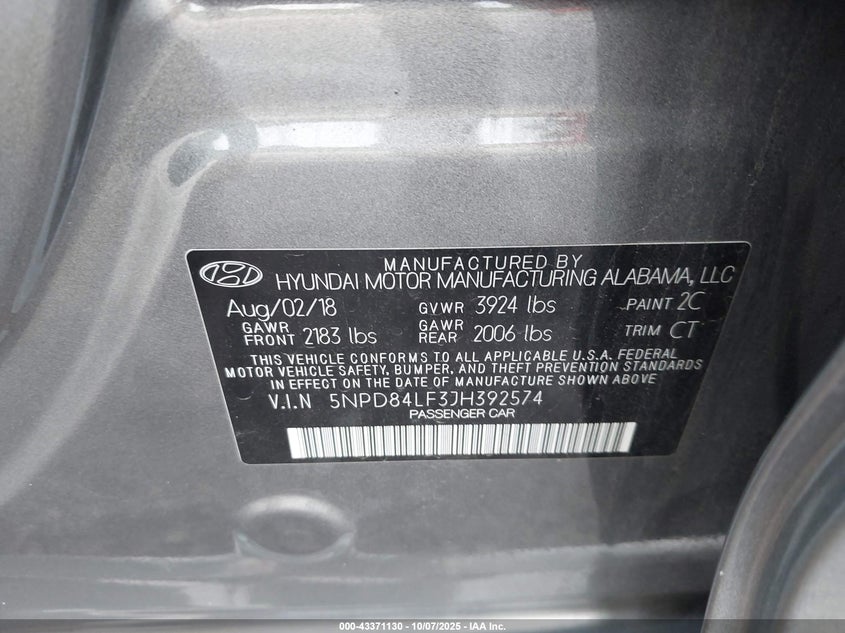 MANUFACTURED BY
HYUNDAI MOTOR MANUFACTURING ALABAMA, LLC
Aug/02/18 GVWR 3924 lbs PAINT 2C
GAWR FRONT 2183 lbs GAWR REAR 2006 lbs TRIM CT
THIS VEHICLE CONFORMS TO ALL APPLICABLE U.S.A. FEDERAL
MOTOR VEHICLE SAFETY, BUMPER, AND THEFT PREVENTION STANDARDS
IN EFFECT ON THE DATE OF MANUFACTURE SHOWN ABOVE.
V.I.N 5NPD84LF3JH392574
PASSENGER CAR
000-43371130 - 10/07/2025 - IAA Inc.